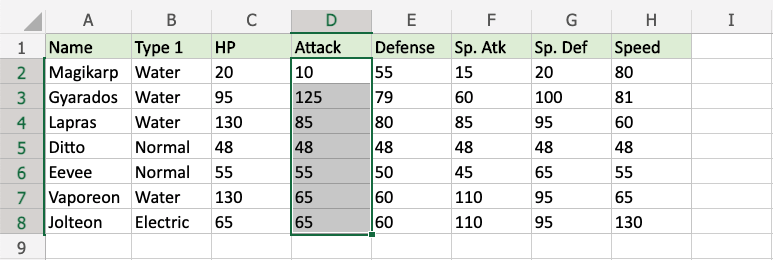 A B C D E F G H I
1 Name Type 1 HP Attack Defense Sp. Atk Sp. Def Speed
2 Magikarp Water 20 10 55 15 20 80
3 Gyarados Water 95 125 79 60 100 81
4 Lapras Water 130 85 80 85 95 60
5 Ditto Normal 48 48 48 48 48 48
6 Eevee Normal 55 55 50 45 65 55
7 Vaporeon Water 130 65 60 110 95 65
8 Jolteon Electric 65 65 60 110 95 130
9